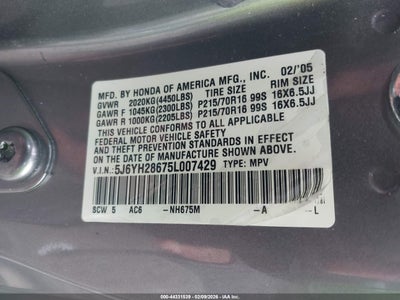 MFD. BY HONDA OF AMERICA MFG., INC. 02/'05
GVWR 2020KG(4450LBS) TIRE SIZE RIM SIZE
GAWR F 1045KG(2300LBS) P215/70R16 99S 16X6.5JJ
GAWR R 1000KG(2205LBS) P215/70R16 99S 16X6.5JJ
THIS VEHICLE CONFORMS TO ALL APPLICABLE
FEDERAL MOTOR VEHICLE SAFETY
AND THEFT PREVENTION STANDARDS IN EFFECT
ON THE DATE OF MANUFACTURE SHOWN ABOVE.
V.I.N: 5J6YH28675L007429 TYPE: MPV
SCW 5 AC6 -NH675M -A -L
000-44331539 - 02/09/2026 - IAA Holdings, LLC